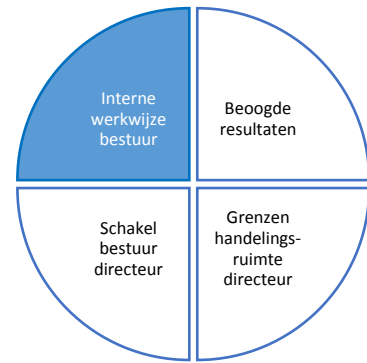 Interne
werkwijze
bestuur
Beoogde
resultaten
Schakel
bestuur
directeur
Grenzen
handelings-
ruimte
directeur